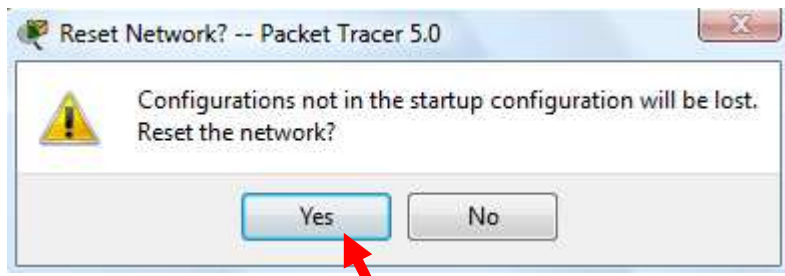 Reset Network? -- Packet Tracer 5.0
Configurations not in the startup configuration will be lost.
Reset the network?
Yes
No